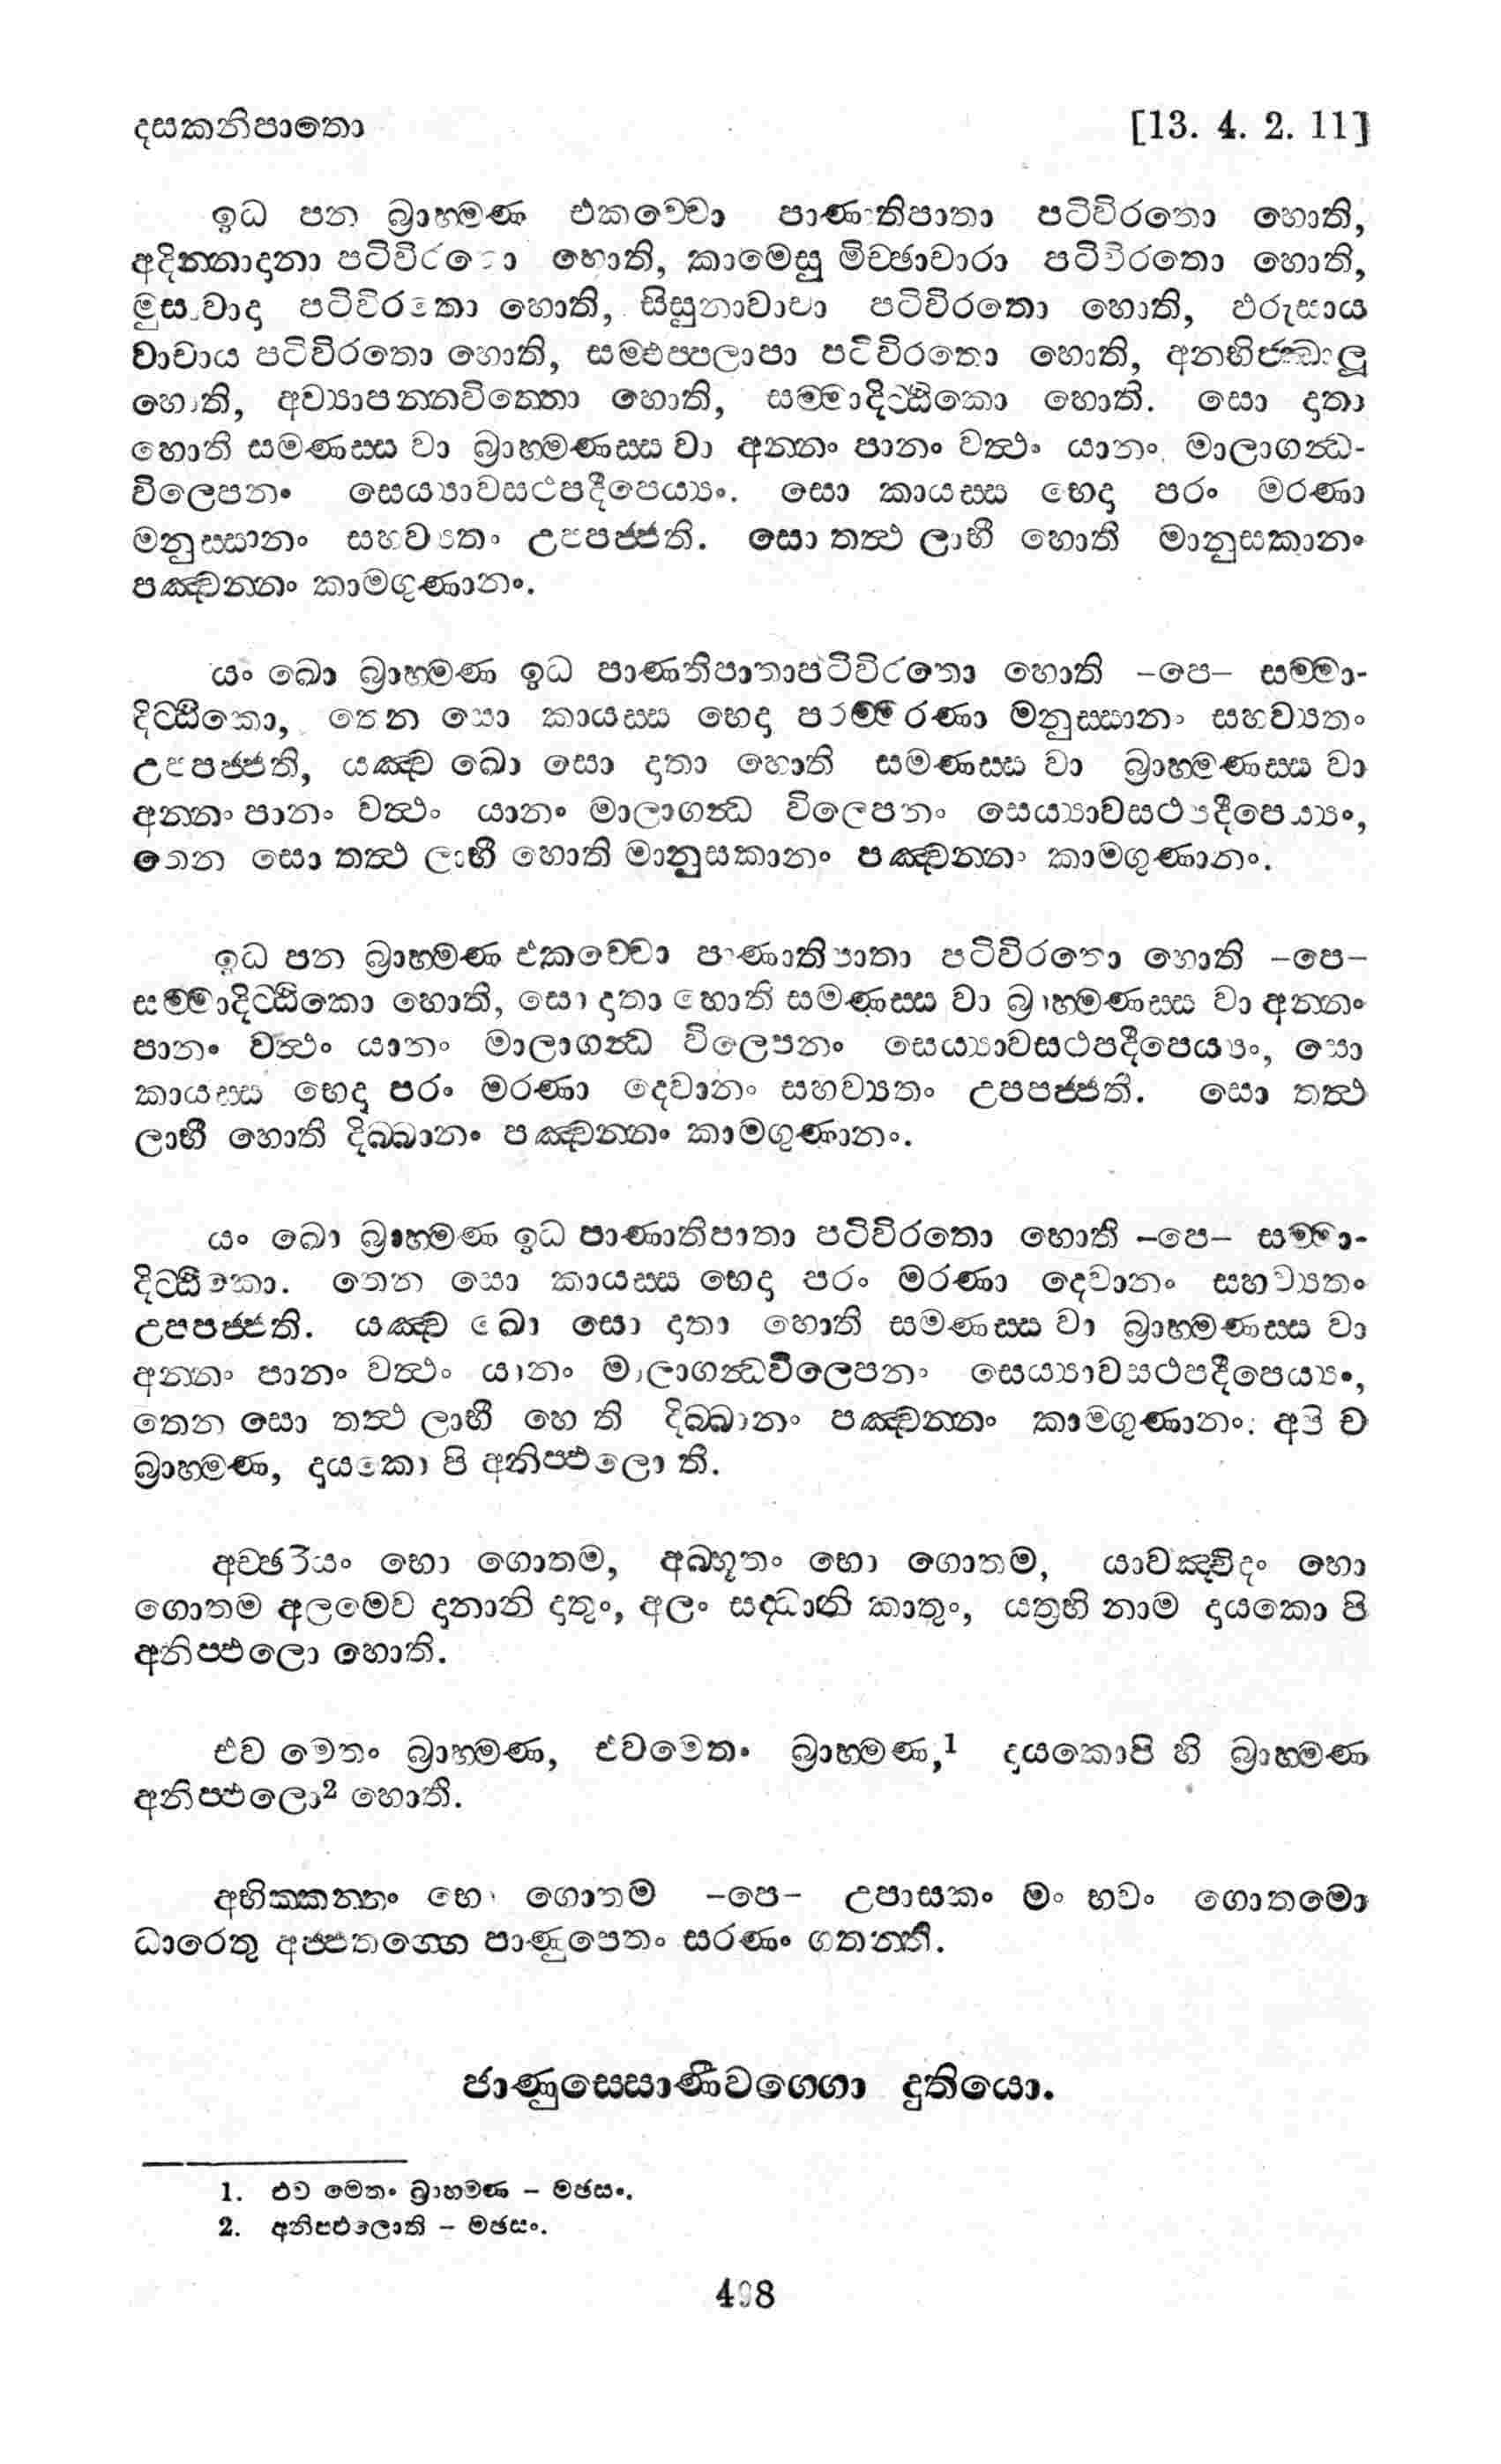 දසකනිපාතො [13. 4. 2. 11]
ඉධ පන බ්‍රාහ්මණ එකච්චො පාණාතිපාතා පටිවිරතො හොති,
අදින්නාදානා පටිවිරතො හොති, කාමෙසු මිච්ඡාචාරා පටිවිරතො හොති,
මුසාවාදා පටිවිරතො හොති, පිසුනාවාචා පටිවිරතො හොති, ඵරුසාය
වාචාය පටිවිරතො හොති, සම්ඵප්පලාපා පටිවිරතො හොති, අනභිජ්ඣාලූ
හොති, අව්‍යාපන්නචිත්තො හොති, සම්මාදිට්ඨිකො හොති. සො දාතා
හොති සමණස්ස වා බ්‍රාහ්මණස්ස වා අන්නං පානං වත්ථං යානං මාලාගන්ධ-
විලෙපනං සෙය්‍යාවසථපදීපෙය්‍යං. සො කායස්ස භෙදා පරං මරණා
මනුස්සානං සහව්‍යතං උපපජ්ජති. සො තත්ථ ලාභී හොති මානුසකානං
පඤ්චන්නං කාමගුණානං.
යං ඛො බ්‍රාහ්මණ ඉධ පාණාතිපාතාපටිවිරතො හොති –පෙ– සම්මා-
දිට්ඨිකො, තෙන සො කායස්ස භෙදා පරම්මරණා මනුස්සානං සහව්‍යතං
උපපජ්ජති, යඤ්ච ඛො සො දාතා හොති සමණස්ස වා බ්‍රාහ්මණස්ස වා
අන්නං පානං වත්ථං යානං මාලාගන්ධ විලෙපනං සෙය්‍යාවසථපදීපෙය්‍යං,
තෙන සො තත්ථ ලාභී හොති මානුසකානං පඤ්චන්නං කාමගුණානං.
ඉධ පන බ්‍රාහ්මණ එකච්චො පාණාතිපාතා පටිවිරතො හොති –පෙ–
සම්මාදිට්ඨිකො හොති, සො දාතා හොති සමණස්ස වා බ්‍රාහ්මණස්ස වා අන්නං
පානං වත්ථං යානං මාලාගන්ධ විලෙපනං සෙය්‍යාවසථපදීපෙය්‍යං, සො
කායස්ස භෙදා පරං මරණා දෙවානං සහව්‍යතං උපපජ්ජති. සො තත්ථ
ලාභී හොති දිබ්බානං පඤ්චන්නං කාමගුණානං.
යං ඛො බ්‍රාහ්මණ ඉධ පාණාතිපාතා පටිවිරතො හොති –පෙ– සම්මා-
දිට්ඨිකො. තෙන සො කායස්ස භෙදා පරං මරණා දෙවානං සහව්‍යතං
උපපජ්ජති. යඤ්ච ඛො සො දාතා හොති සමණස්ස වා බ්‍රාහ්මණස්ස වා
අන්නං පානං වත්ථං යානං මාලාගන්ධවිලෙපනං සෙය්‍යාවසථපදීපෙය්‍යං,
තෙන සො තත්ථ ලාභී හොති දිබ්බානං පඤ්චන්නං කාමගුණානං: අපි ච
බ්‍රාහ්මණ, දායකො පි අනිප්ඵලො ති.
අච්ඡරියං භො ගොතම, අබ්භූතං භො ගොතම, යාවඤ්චිදං භො
ගොතම අලමෙව දානානි දාතුං, අලං සද්ධානි කාතුං, යත්‍රහි නාම දායකො පි
අනිප්ඵලො හොති.
එව මෙතං බ්‍රාහ්මණ, එවමෙතං බ්‍රාහ්මණ,1 දායකොපි හි බ්‍රාහ්මණ
අනිප්ඵලො2 හොති.
අභික්කන්තං භො ගොතම –පෙ– උපාසකං මං භවං ගොතමො
ධාරෙතු අජ්ජතග්ගෙ පාණුපෙතං සරණං ගතන්ති.
ජාණුස්සොණිවග්ගො දුතියො.
1. එව මෙතං බ්‍රාහ්මණ – මඡසං.
2. අනිප්ඵලොති – මඡසං.
498